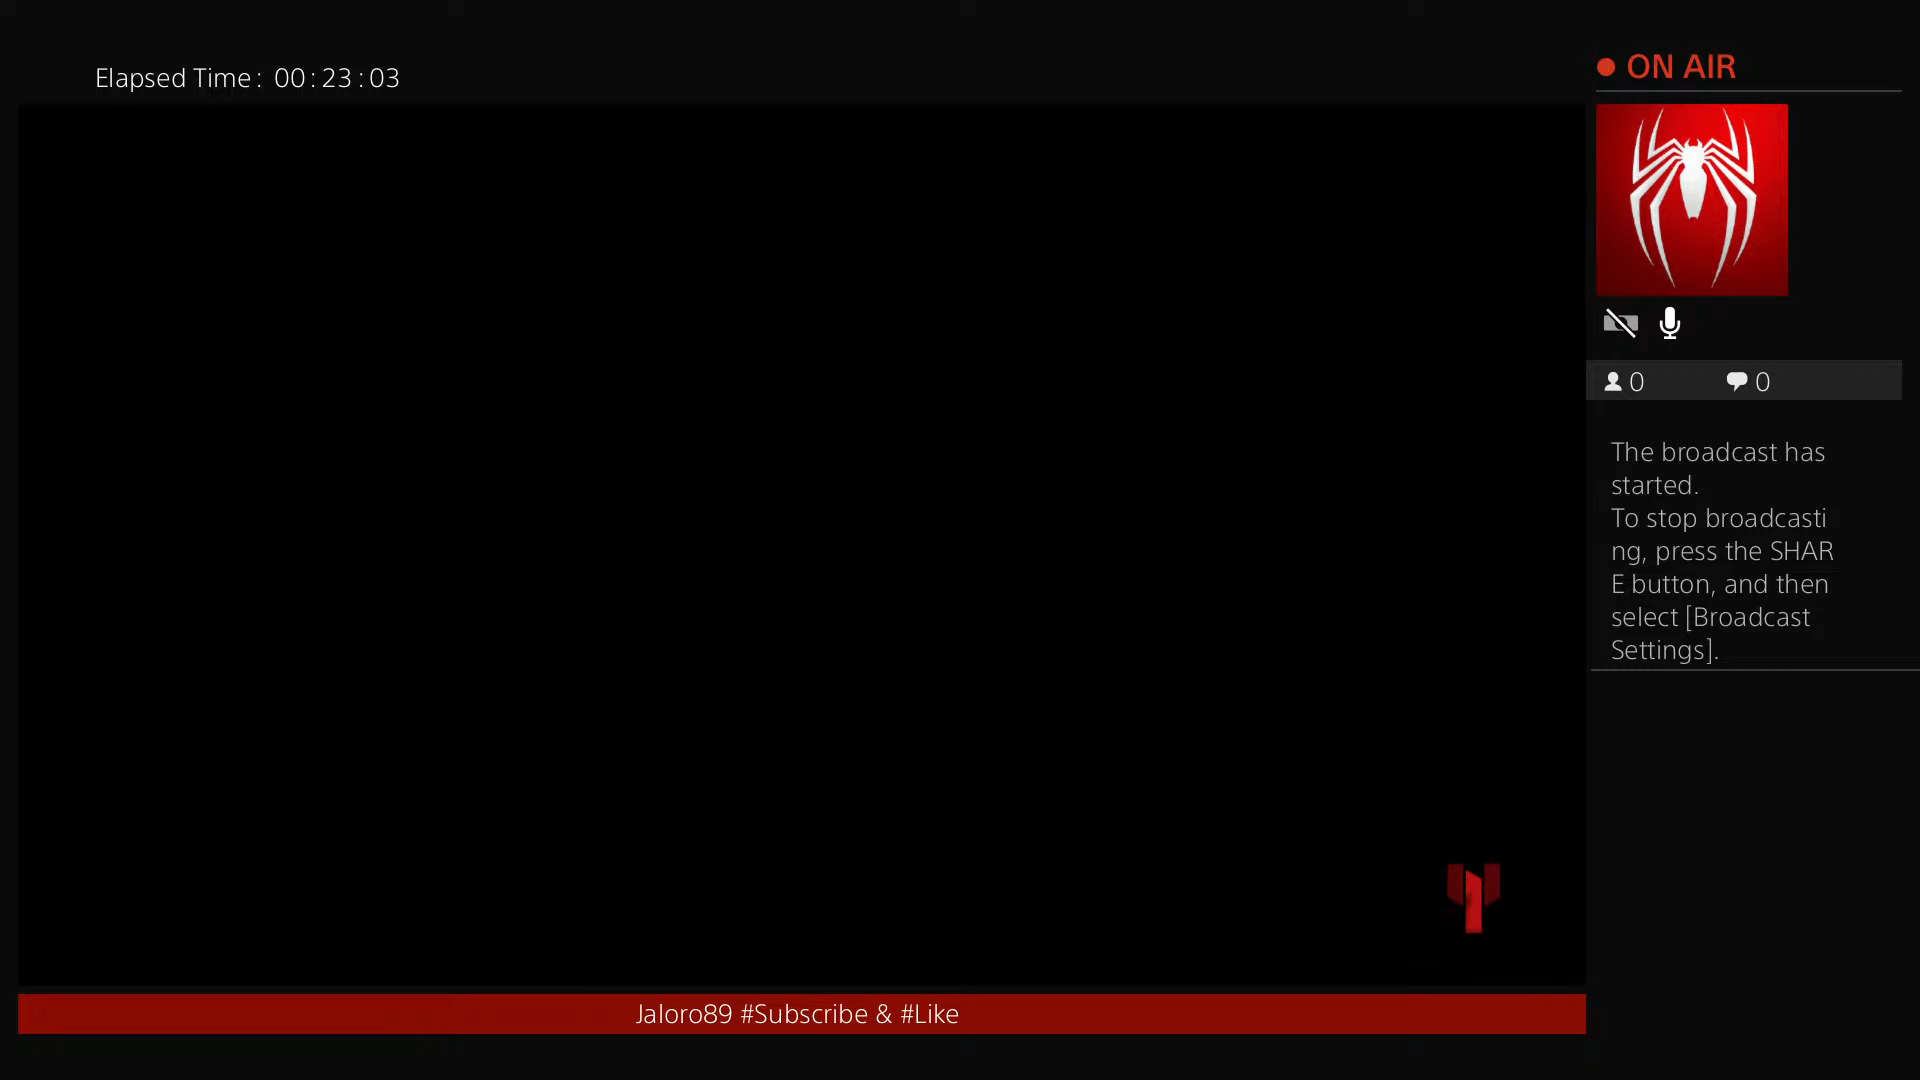 Elapsed Time: 00:23:03
ON AIR
0 0
The broadcast has
started.
To stop broadcasti
ng, press the SHAR
E button, and then
select [Broadcast
Settings].
Jaloro89 #Subscribe & #Like